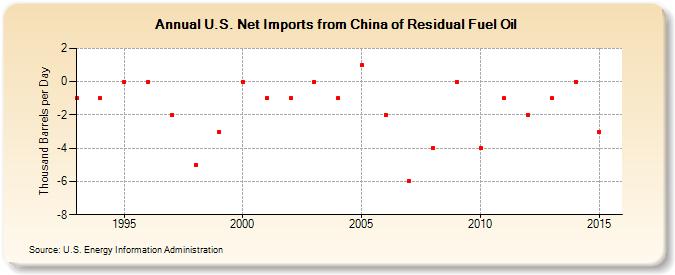 Annual U.S. Net Imports from China of Residual Fuel Oil
Thousand Barrels per Day
2
0
-2
-4
-6
-8
1995 2000 2005 2010 2015
Source: U.S. Energy Information Administration